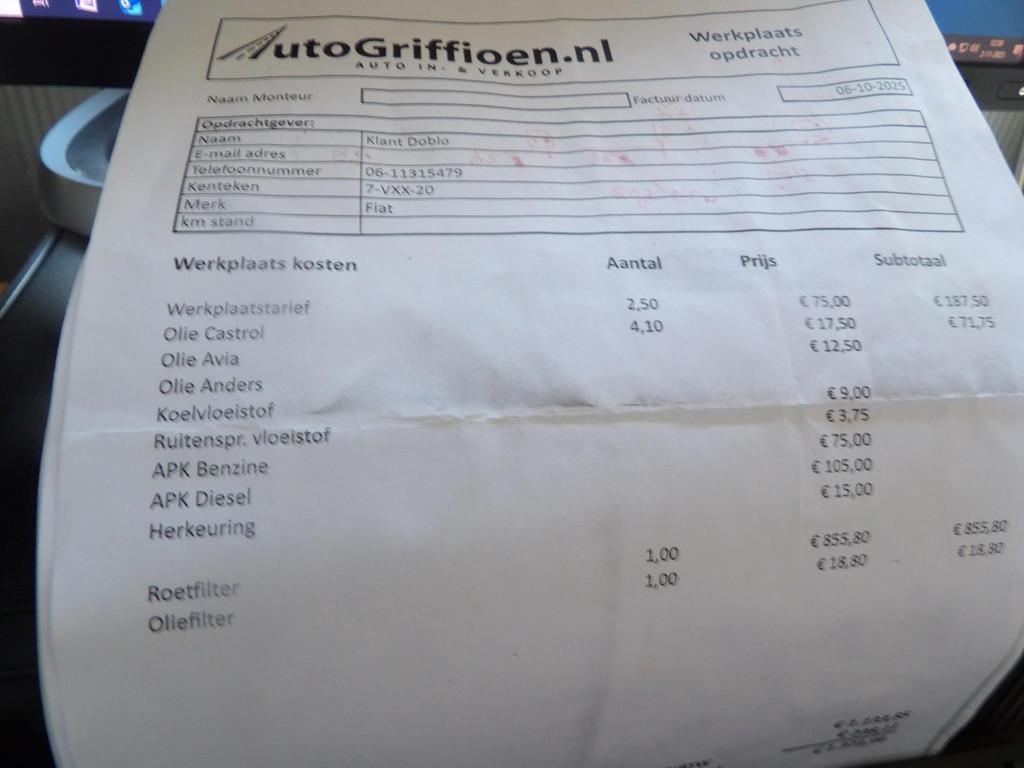 AutoGriffioen.nl
AUTO IN- & VERKOOP
Werkplaats
opdracht
Naam Monteur Factuur datum 06-10-2025
Opdrachtgever:
Naam Klant Doblo
E-mail adres
Telefoonnummer 06-11315479
Kenteken 7-VXX-20
Merk Fiat
km stand
Werkplaats kosten Aantal Prijs Subtotaal
Werkplaatstarief 2,50 € 75,00 € 187,50
Olie Castrol 4,10 € 17,50 € 71,75
Olie Avia € 12,50
Olie Anders
Koelvloeistof € 9,00
Ruitenspr. vloeistof € 3,75
APK Benzine € 75,00
APK Diesel € 105,00
Herkeuring € 15,00
Roetfilter 1,00 € 855,80 € 855,80
Oliefilter 1,00 € 18,80 € 18,80